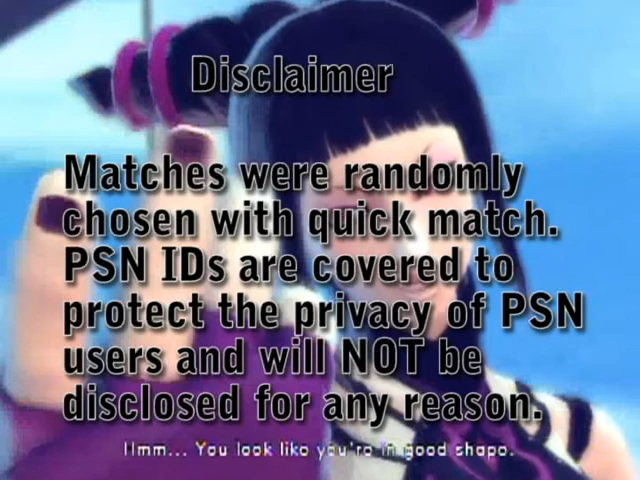 Disclaimer
Matches were randomly
chosen with quick match.
PSN IDs are covered to
protect the privacy of PSN
users and will NOT be
disclosed for any reason.
Hmm... You look like you're in good shape.